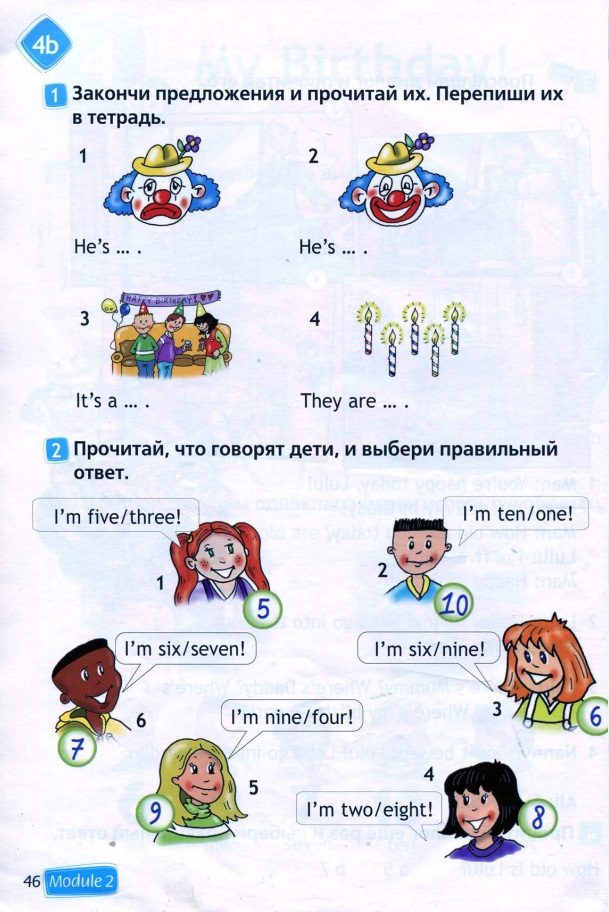 4b
1 Закончи предложения и прочитай их. Перепиши их
в тетрадь.
1
2
He's ... .
He's ... .
HAPPY BIRTHDAY!
3
4
It's a ... .
They are ... .
2 Прочитай, что говорят дети, и выбери правильный
ответ.
I'm five/three!
I'm ten/one!
1
5
2
10
I'm six/seven!
I'm six/nine!
6
7
3
6
I'm nine/four!
5
9
4
I'm two/eight!
8
46 Module 2